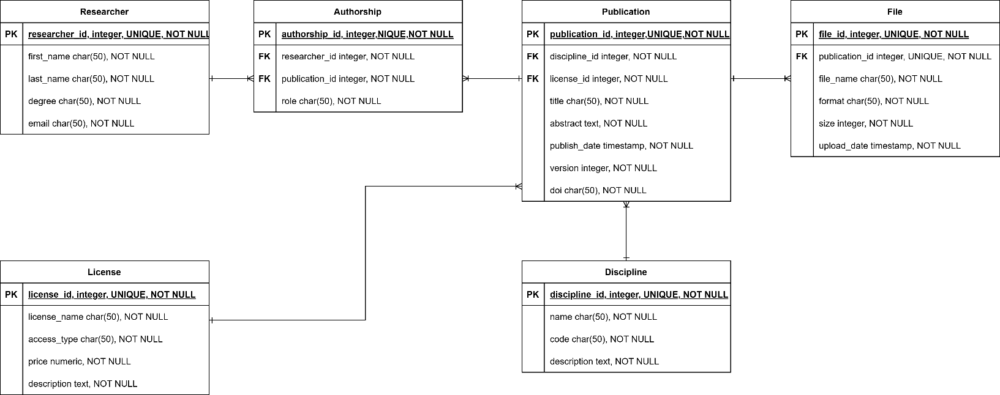 Researcher
PK researcher_id, integer, UNIQUE, NOT NULL
first_name char(50), NOT NULL
last_name char(50), NOT NULL
degree char(50), NOT NULL
email char(50), NOT NULL
Authorship
PK authorship_id, integer,NIQUE,NOT NULL
FK researcher_id integer, NOT NULL
FK publication_id integer, NOT NULL
role char(50), NOT NULL
Publication
PK publication_id, integer,UNIQUE,NOT NULL
FK discipline_id integer, NOT NULL
FK license_id integer, NOT NULL
title char(50), NOT NULL
abstract text, NOT NULL
publish_date timestamp, NOT NULL
version integer, NOT NULL
doi char(50), NOT NULL
File
PK file_id, integer, UNIQUE, NOT NULL
FK publication_id integer, UNIQUE, NOT NULL
file_name char(50), NOT NULL
format char(50), NOT NULL
size integer, NOT NULL
upload_date timestamp, NOT NULL
License
PK license_id, integer, UNIQUE, NOT NULL
license_name char(50), NOT NULL
access_type char(50), NOT NULL
price numeric, NOT NULL
description text, NOT NULL
Discipline
PK discipline_id, integer, UNIQUE, NOT NULL
name char(50), NOT NULL
code char(50), NOT NULL
description text, NOT NULL